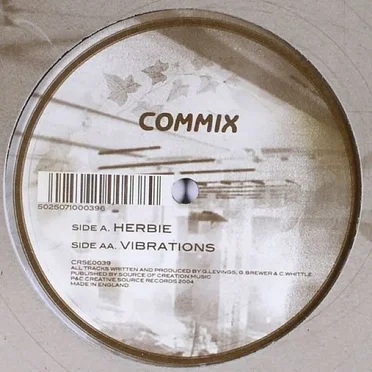 COMMIX
5025071000396
SIDE A. HERBIE
SIDE AA. VIBRATIONS
CRSE0039
ALL TRACKS WRITTEN AND PRODUCED BY G.LEVINGS, G. BREWER & C.WHITTLE
PUBLISHED BY SOURCE OF CREATION MUSIC
P&C CREATIVE SOURCE RECORDS 2004
MADE IN ENGLAND